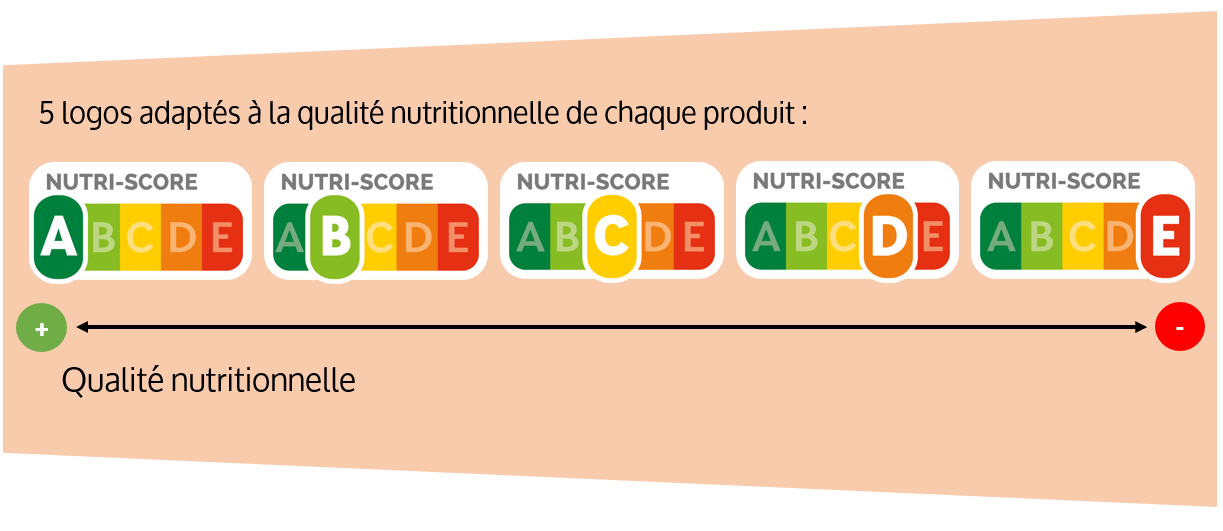 5 logos adaptés à la qualité nutritionnelle de chaque produit :
NUTRI-SCORE NUTRI-SCORE NUTRI-SCORE NUTRI-SCORE NUTRI-SCORE
A B C D E A B C D E A B C D E A B C D E A B C D E
+ -
Qualité nutritionnelle